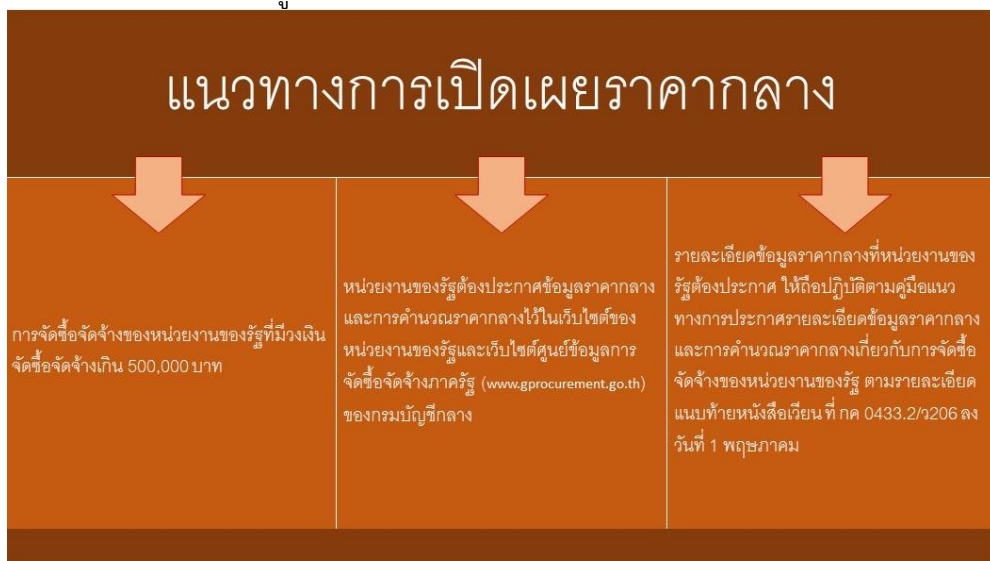 แนวทางการเปิดเผยราคากลาง
การจัดซื้อจัดจ้างของหน่วยงานของรัฐที่มีวงเงิน
จัดซื้อจัดจ้างเกิน 500,000 บาท
หน่วยงานของรัฐต้องประกาศข้อมูลราคากลาง
และการคำนวณราคากลางไว้ในเว็บไซต์ของ
หน่วยงานของรัฐและเว็บไซต์ศูนย์ข้อมูลการ
จัดซื้อจัดจ้างภาครัฐ (www.gprocurement.go.th)
ของกรมบัญชีกลาง
รายละเอียดข้อมูลราคากลางที่หน่วยงานของ
รัฐต้องประกาศ ให้ถือปฏิบัติตามคู่มือแนว
ทางการประกาศรายละเอียดข้อมูลราคากลาง
และการคำนวณราคากลางเกี่ยวกับการจัดซื้อ
จัดจ้างของหน่วยงานของรัฐ ตามรายละเอียด
แนบท้ายหนังสือเวียน ที่ กค 0433.2/ว206 ลง
วันที่ 1 พฤษภาคม